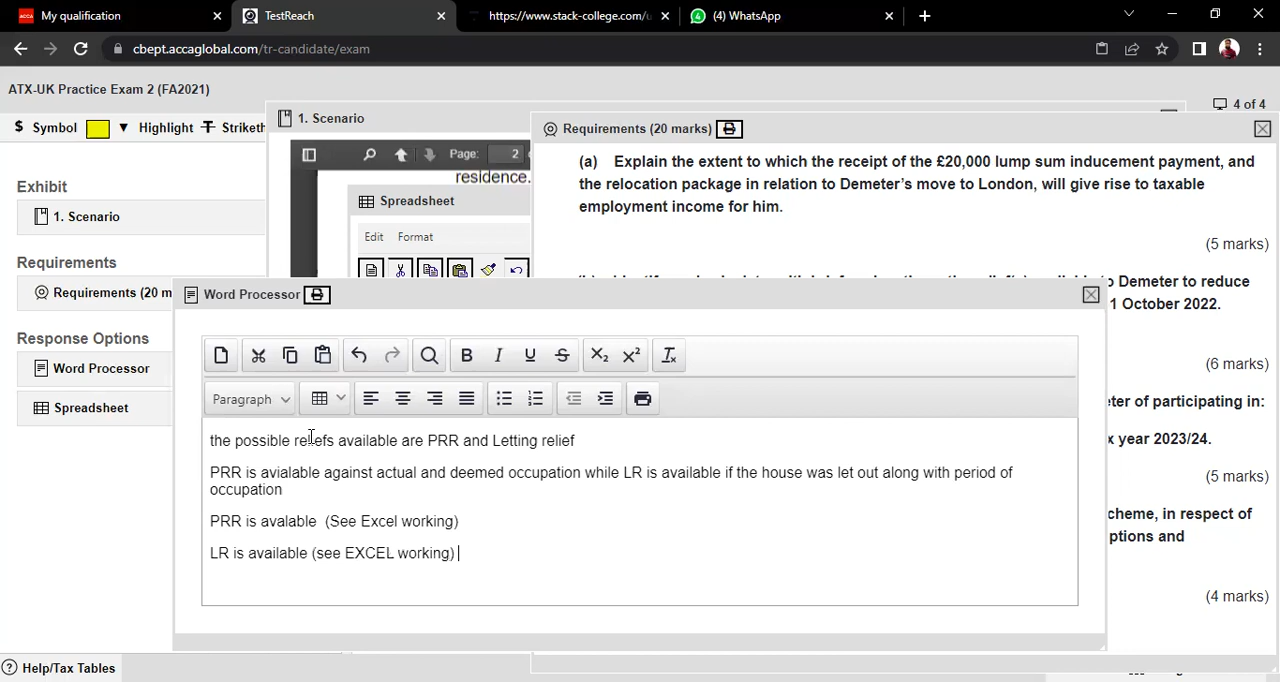 My qualification
TestReach
https://www.stack-college.com/u
(4) WhatsApp
cbept.accaglobal.com/tr-candidate/exam
ATX-UK Practice Exam 2 (FA2021)
4 of 4
$ Symbol
Highlight
Striketh
1. Scenario
Requirements (20 marks)
Page: 2
residence.
Exhibit
1. Scenario
Spreadsheet
Edit Format
(a) Explain the extent to which the receipt of the £20,000 lump sum inducement payment, and
the relocation package in relation to Demeter's move to London, will give rise to taxable
employment income for him.
(5 marks)
Requirements
Requirements (20 m
Demeter to reduce
1 October 2022.
(6 marks)
eter of participating in:
x year 2023/24.
(5 marks)
cheme, in respect of
ptions and
(4 marks)
Response Options
Word Processor
Spreadsheet
Word Processor
Paragraph
the possible reliefs available are PRR and Letting relief
PRR is avialable against actual and deemed occupation while LR is available if the house was let out along with period of
occupation
PRR is avalable (See Excel working)
LR is available (see EXCEL working)
Help/Tax Tables